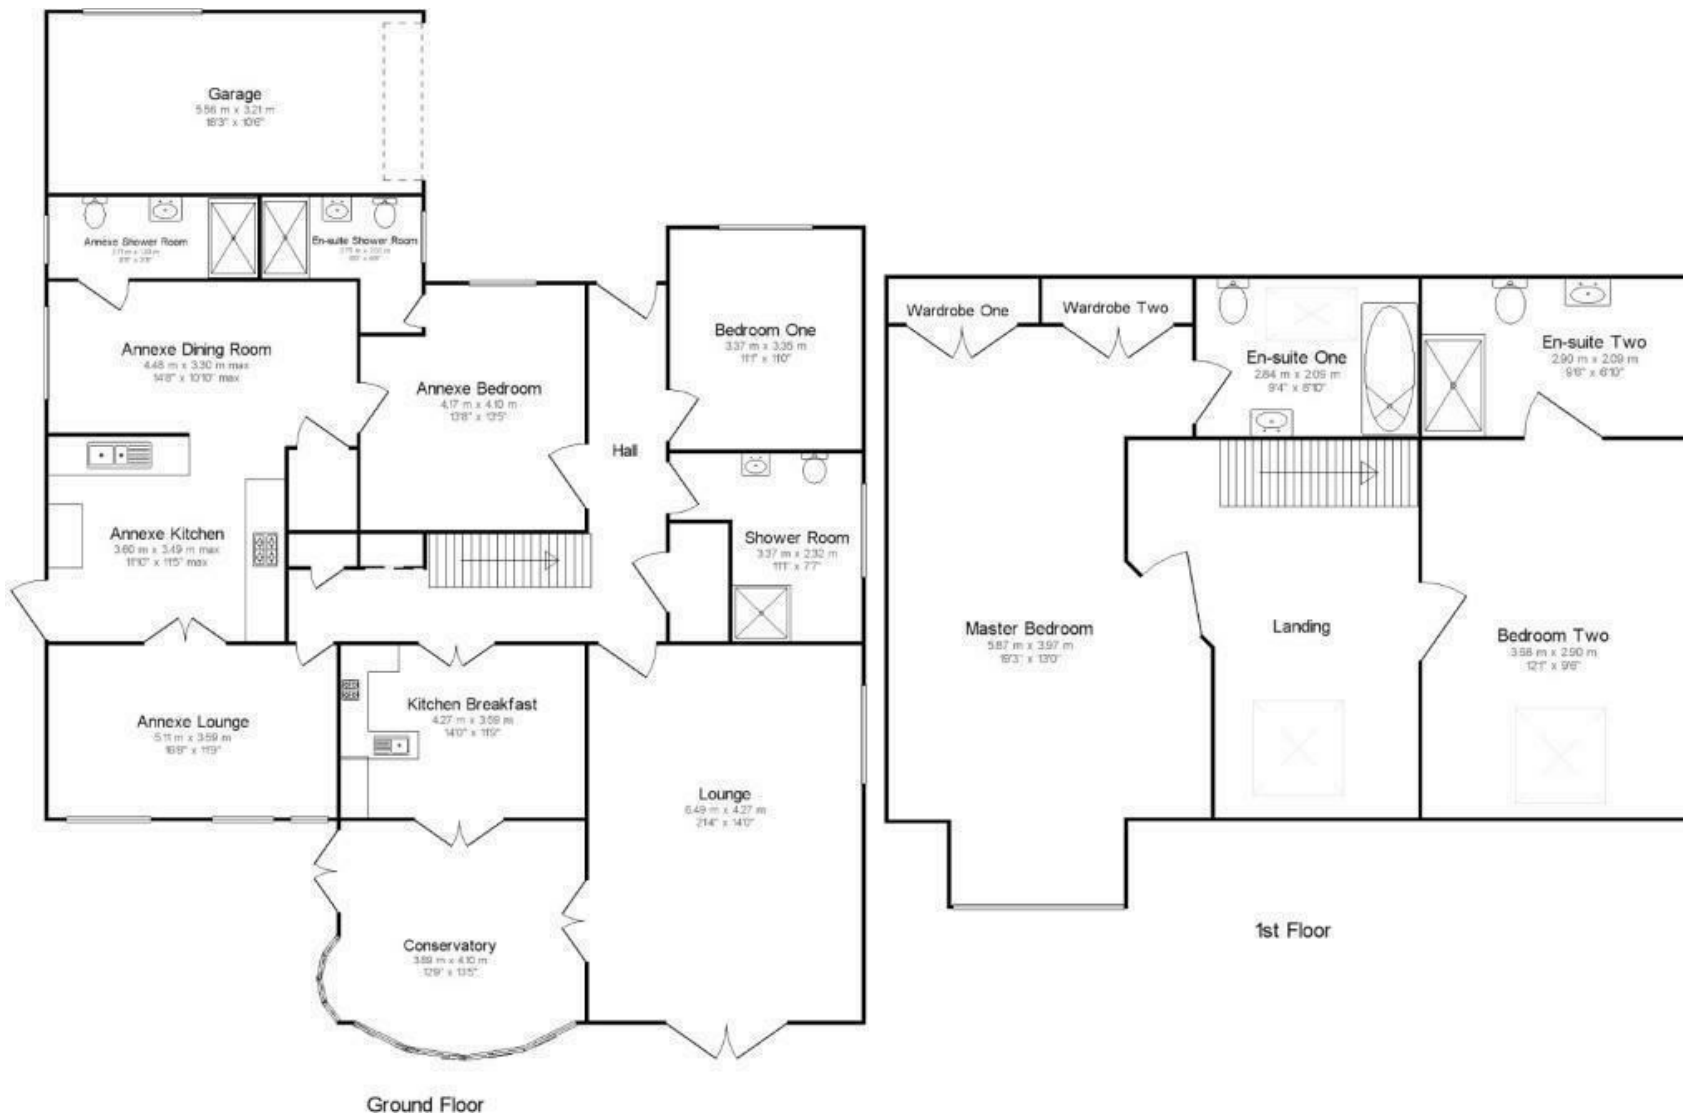 Garage
5.56 m x 3.21 m
18'3" x 10'6"
Annexe Shower Room
En-suite Shower Room
Annexe Dining Room
4.48 m x 3.30 m max
14'8" x 10'10" max
Annexe Bedroom
4.17 m x 4.10 m
13'8" x 13'5"
Bedroom One
3.37 m x 3.35 m
11'1" x 11'0"
Hall
Annexe Kitchen
3.60 m x 3.49 m max
11'10" x 11'5" max
Shower Room
3.37 m x 2.32 m
11'1" x 7'7"
Annexe Lounge
5.11 m x 3.59 m
16'9" x 11'9"
Kitchen Breakfast
4.27 m x 3.59 m
14'0" x 11'9"
Lounge
6.49 m x 4.27 m
21'4" x 14'0"
Conservatory
3.89 m x 4.10 m
12'9" x 13'5"
Ground Floor
Wardrobe One
Wardrobe Two
En-suite One
2.84 m x 2.09 m
En-suite Two
2.90 m x 2.09 m
9'6" x 6'10"
Master Bedroom
5.87 m x 3.97 m
19'3" x 13'0"
Landing
Bedroom Two
3.68 m x 2.90 m
12'1" x 9'6"
1st Floor